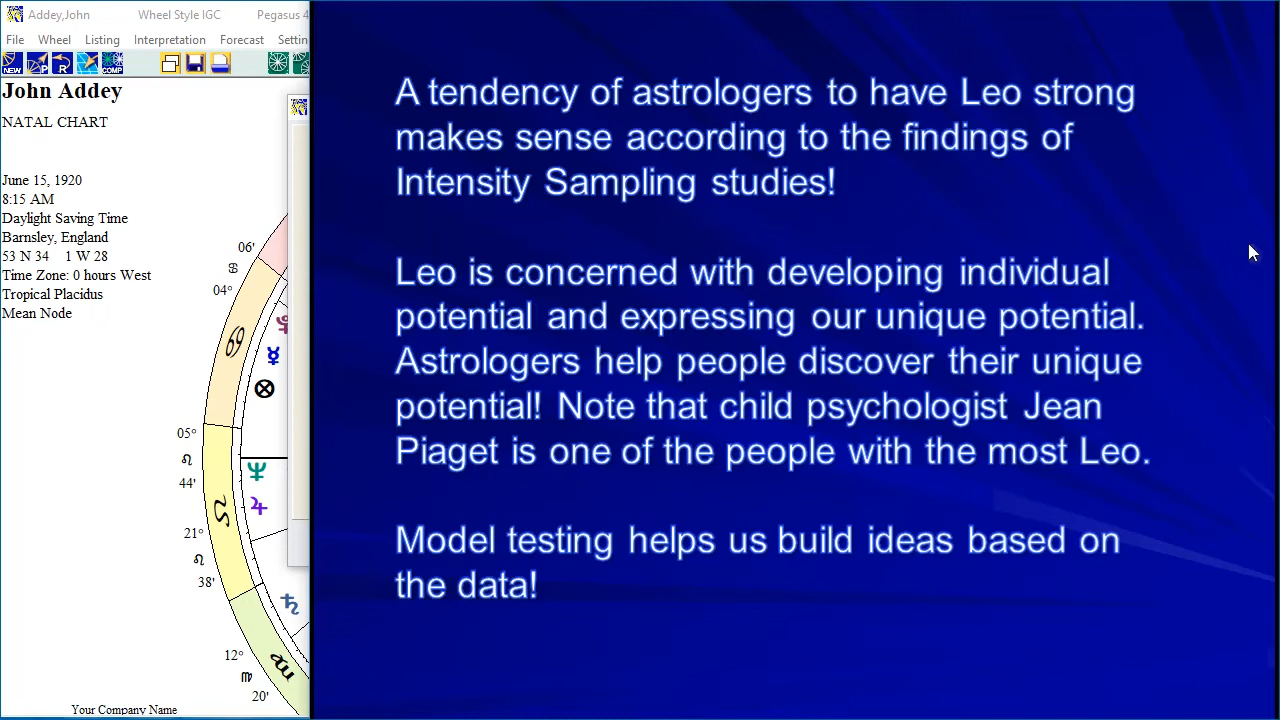 Addey,John Wheel Style IGC Pegasus 4
File Wheel Listing Interpretation Forecast Settin
NEW P R COMP
John Addey
NATAL CHART
June 15, 1920
8:15 AM
Daylight Saving Time
Barnsley, England
53 N 34 1 W 28
Time Zone: 0 hours West
Tropical Placidus
Mean Node
06'
♋
04°
♋
05°
♌
44'
♌
21°
♌
38'
12°
♍
20'
♍
Your Company Name
A tendency of astrologers to have Leo strong
makes sense according to the findings of
Intensity Sampling studies!
Leo is concerned with developing individual
potential and expressing our unique potential.
Astrologers help people discover their unique
potential! Note that child psychologist Jean
Piaget is one of the people with the most Leo.
Model testing helps us build ideas based on
the data!